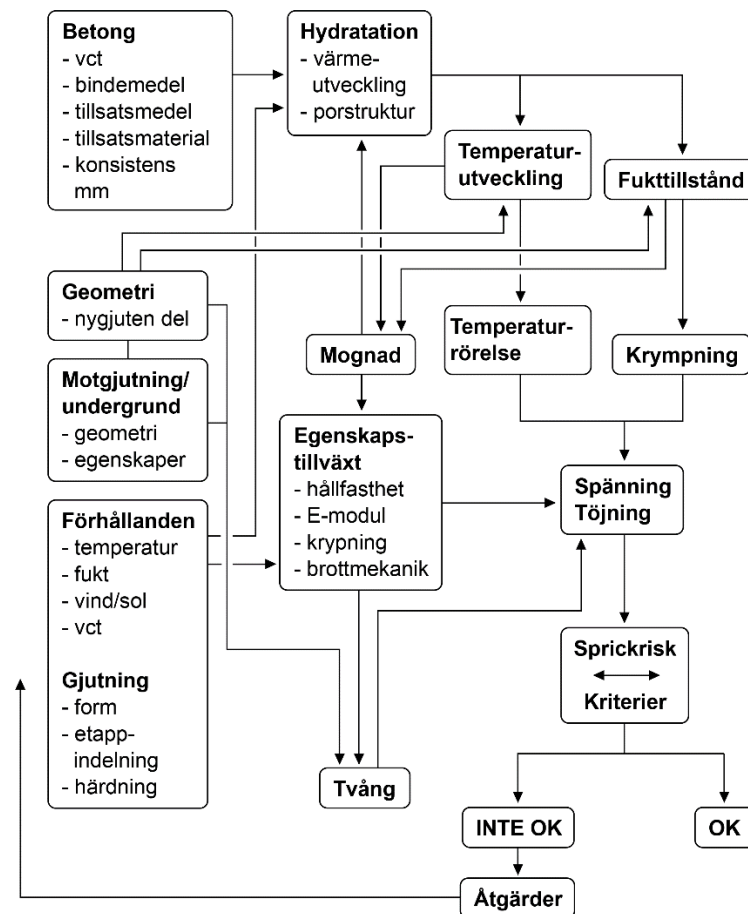 Betong
- vct
- bindemedel
- tillsatsmedel
- tillsatsmaterial
- konsistens
mm
Hydratation
- värme-
utveckling
- porstruktur
Temperatur-
utveckling
Fukttillstånd
Geometri
- nygjuten del
Mognad
Temperatur-
rörelse
Krympning
Motgjutning/
undergrund
- geometri
- egenskaper
Egenskaps-
tillväxt
- hållfasthet
- E-modul
- krypning
- brottmekanik
Spänning
Töjning
Förhållanden
- temperatur
- fukt
- vind/sol
- vct
Gjutning
- form
- etapp-
indelning
- härdning
Sprickrisk
Kriterier
Tvång
INTE OK
OK
Åtgärder